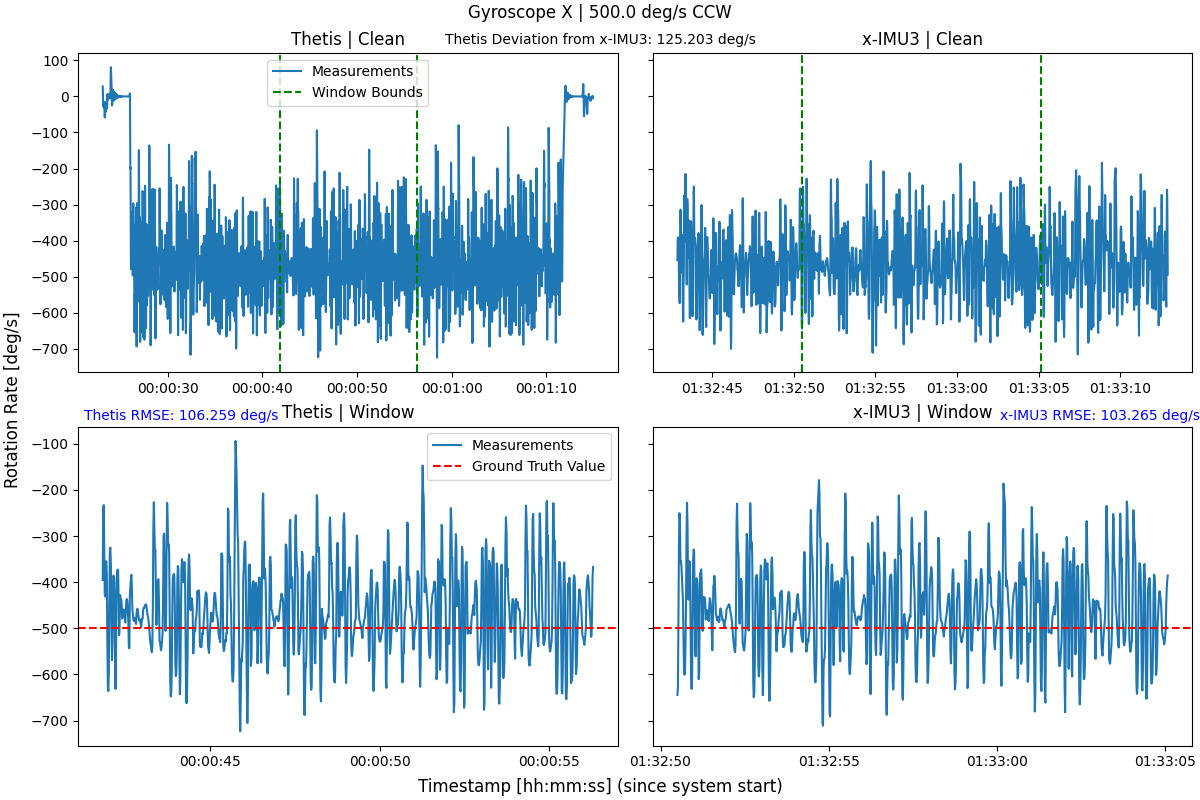 Gyroscope X | 500.0 deg/s CCW
Thetis | Clean
Thetis Deviation from x-IMU3: 125.203 deg/s
x-IMU3 | Clean
Measurements
Window Bounds
100
0
−100
−200
−300
−400
−500
−600
−700
00:00:30 00:00:40 00:00:50 00:01:00 00:01:10
01:32:45 01:32:50 01:32:55 01:33:00 01:33:05 01:33:10
Rotation Rate [deg/s]
Thetis RMSE: 106.259 deg/s
Thetis | Window
x-IMU3 | Window
x-IMU3 RMSE: 103.265 deg/s
Measurements
Ground Truth Value
−100
−200
−300
−400
−500
−600
−700
00:00:45 00:00:50 00:00:55
01:32:50 01:32:55 01:33:00 01:33:05
Timestamp [hh:mm:ss] (since system start)